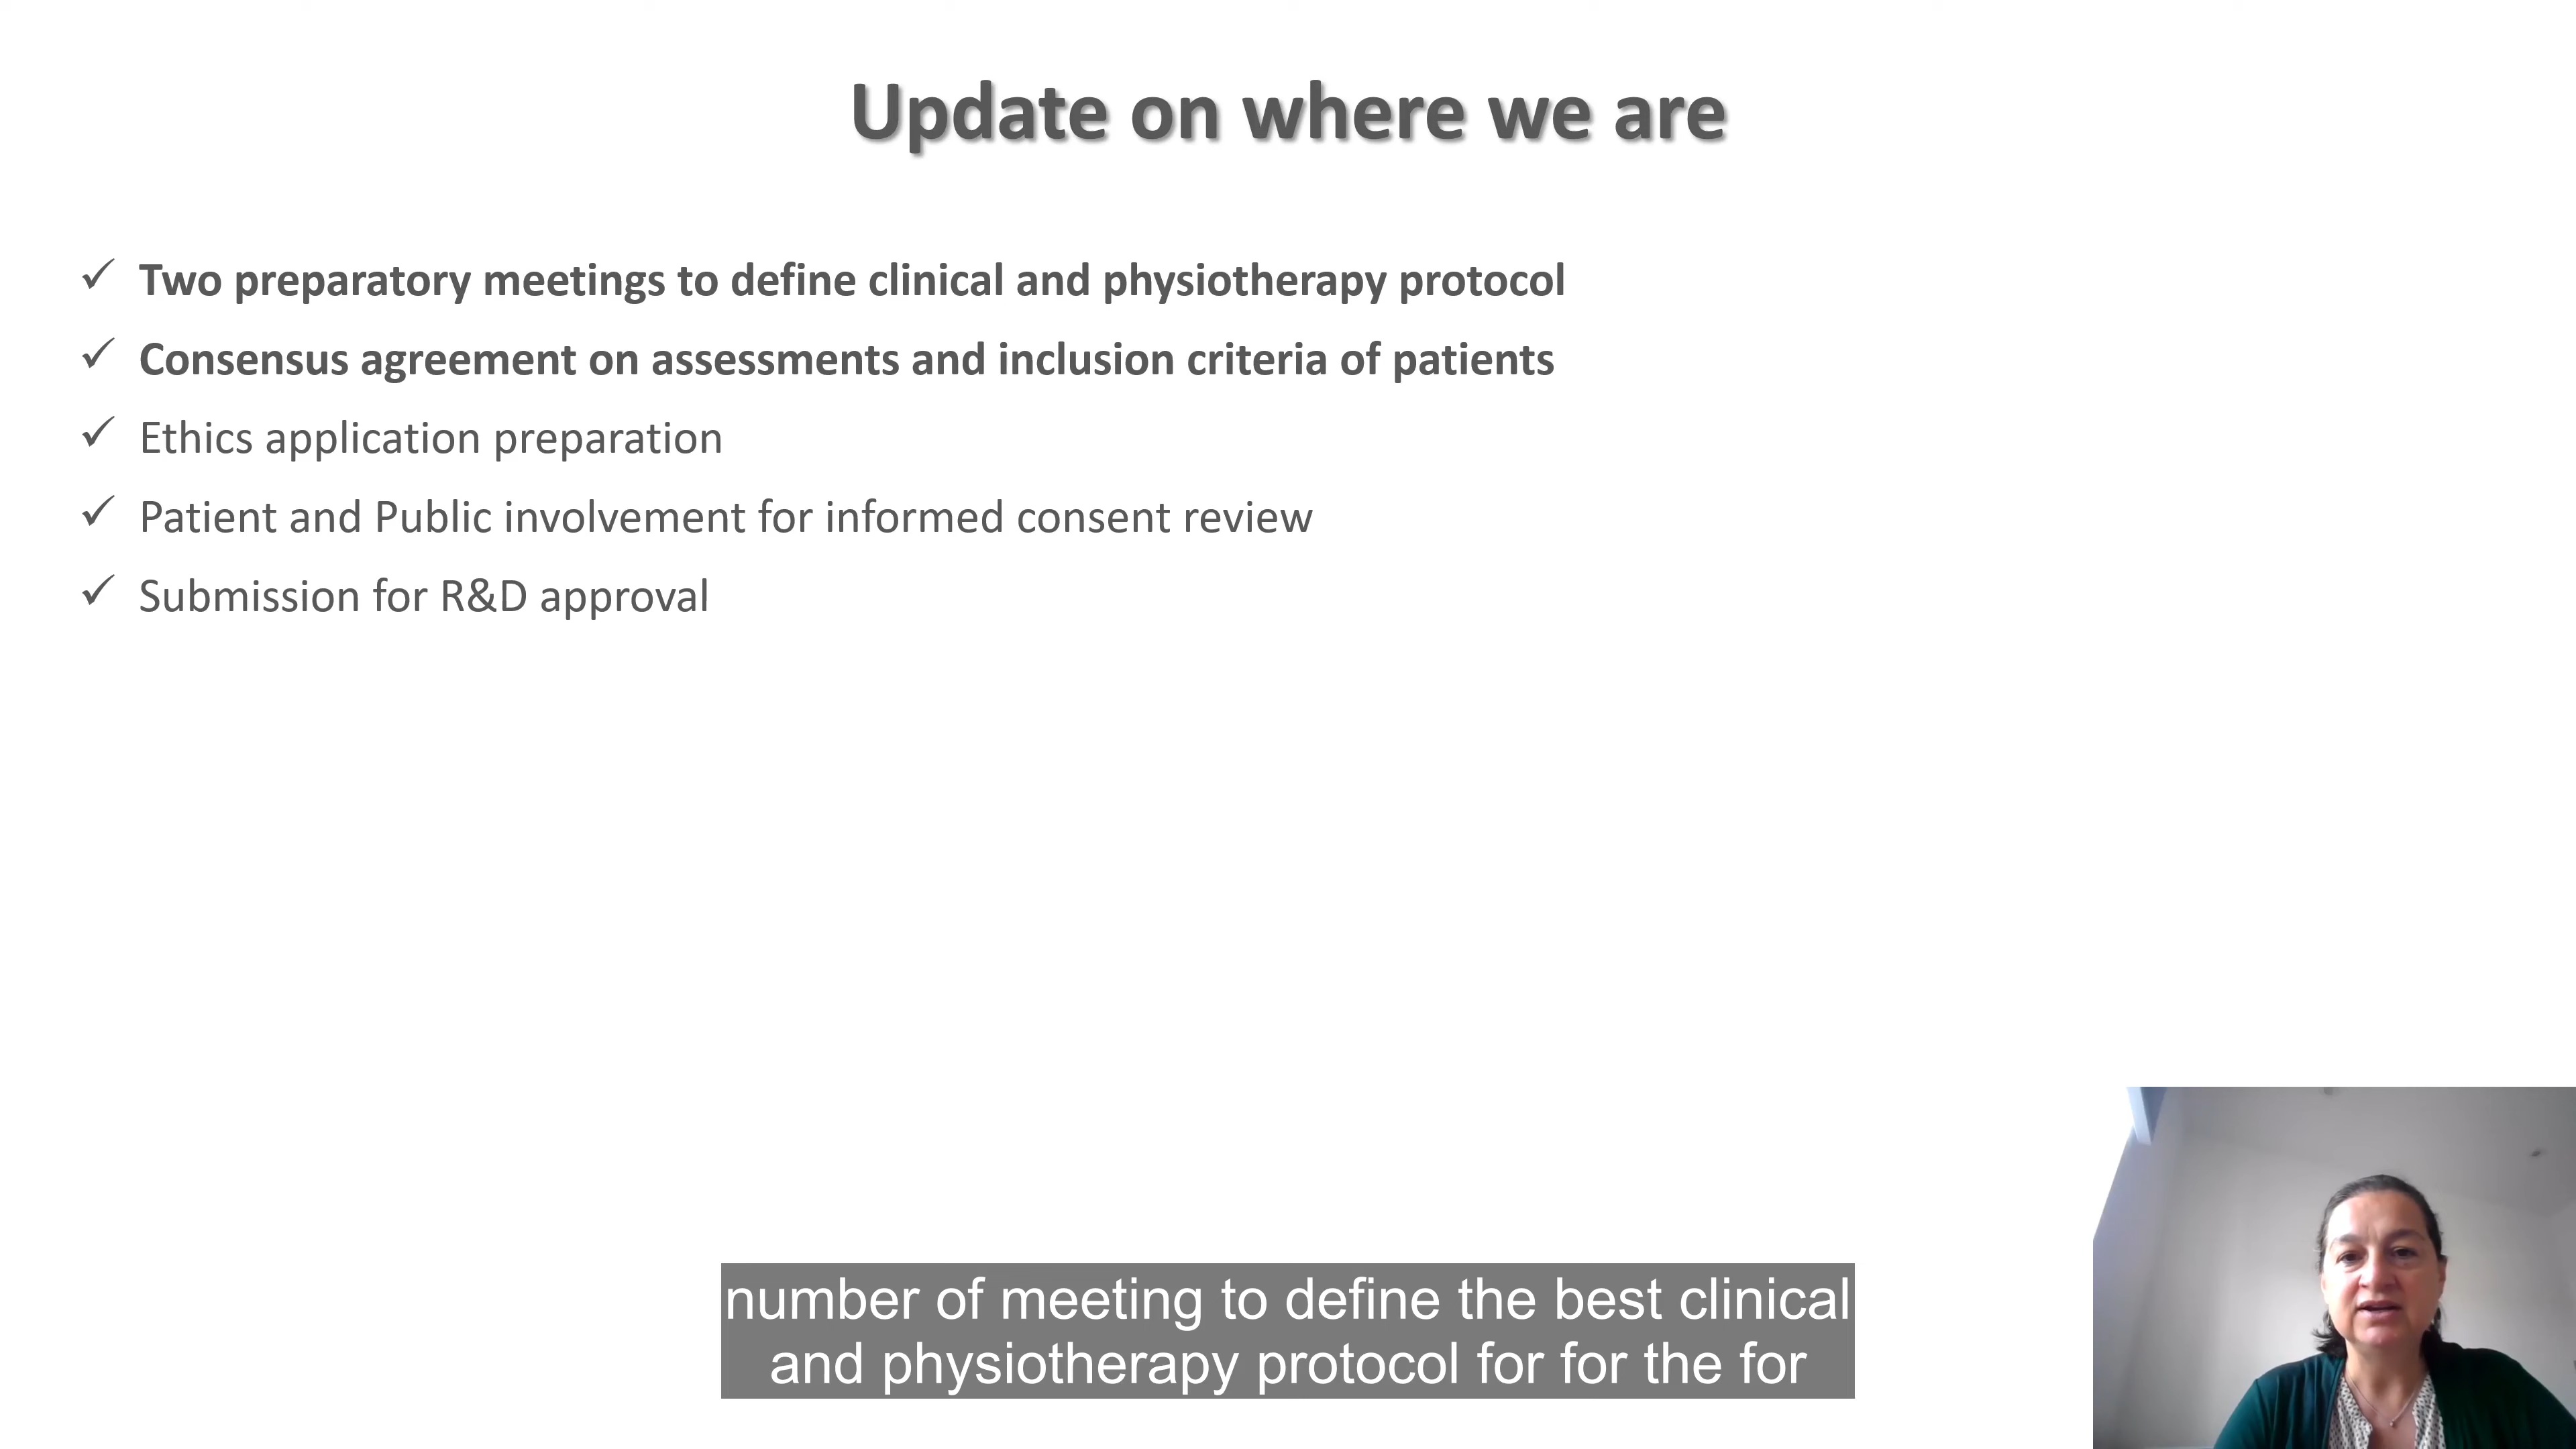 Update on where we are
✓ Two preparatory meetings to define clinical and physiotherapy protocol
✓ Consensus agreement on assessments and inclusion criteria of patients
✓ Ethics application preparation
✓ Patient and Public involvement for informed consent review
✓ Submission for R&D approval
number of meeting to define the best clinical
and physiotherapy protocol for for the for